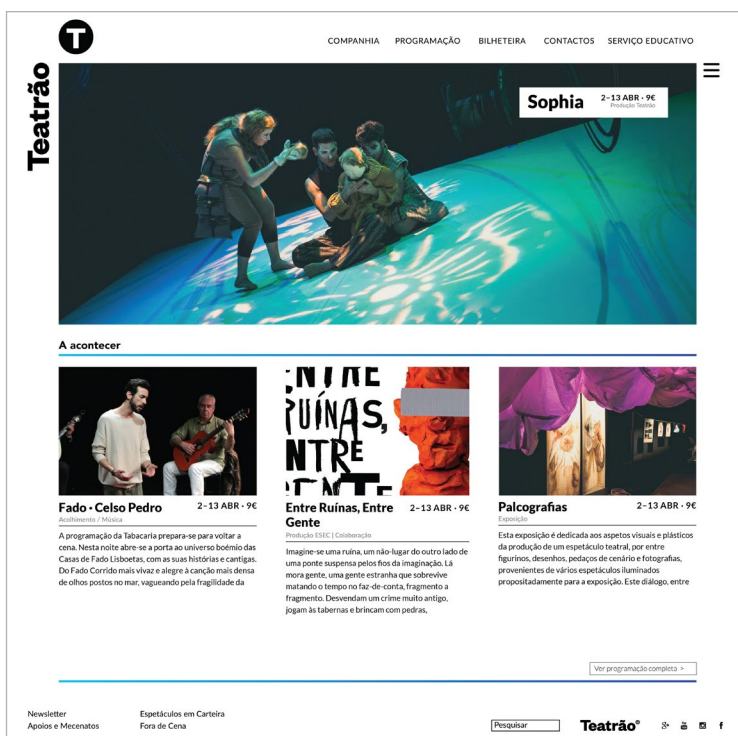 T
COMPANHIA PROGRAMAÇÃO BILHETEIRA CONTACTOS SERVIÇO EDUCATIVO
Teatrão
Sophia 2–13 ABR · 9€
Produção Teatrão
A acontecer
ENTRE
RUÍNAS,
ENTRE
GENTE
Fado · Celso Pedro 2–13 ABR · 9€
Acolhimento / Música
A programação da Tabacaria prepara-se para voltar a
cena. Nesta noite abre-se a porta ao universo boémio das
Casas de Fado Lisboetas, com as suas histórias e cantigas.
Do Fado Corrido mais vivaz e alegre à canção mais densa
de olhos postos no mar, vagueando pela fragilidade da
Entre Ruínas, Entre 2–13 ABR · 9€
Gente
Produção ESEC | Colaboração
Imagine-se uma ruína, um não-lugar do outro lado de
uma ponte suspensa pelos fios da imaginação. Lá
mora gente, uma gente estranha que sobrevive
matando o tempo no faz-de-conta, fragmento a
fragmento. Desvendam um crime muito antigo,
jogam às tabernas e brincam com pedras,
Palcografias 2–13 ABR · 9€
Exposição
Esta exposição é dedicada aos aspetos visuais e plásticos
da produção de um espetáculo teatral, por entre
figurinos, desenhos, pedaços de cenário e fotografias,
provenientes de vários espetáculos iluminados
propositadamente para a exposição. Este diálogo, entre
Ver programação completa >
Newsletter
Apoios e Mecenatos
Espetáculos em Carteira
Fora de Cena
Pesquisar
Teatrão®